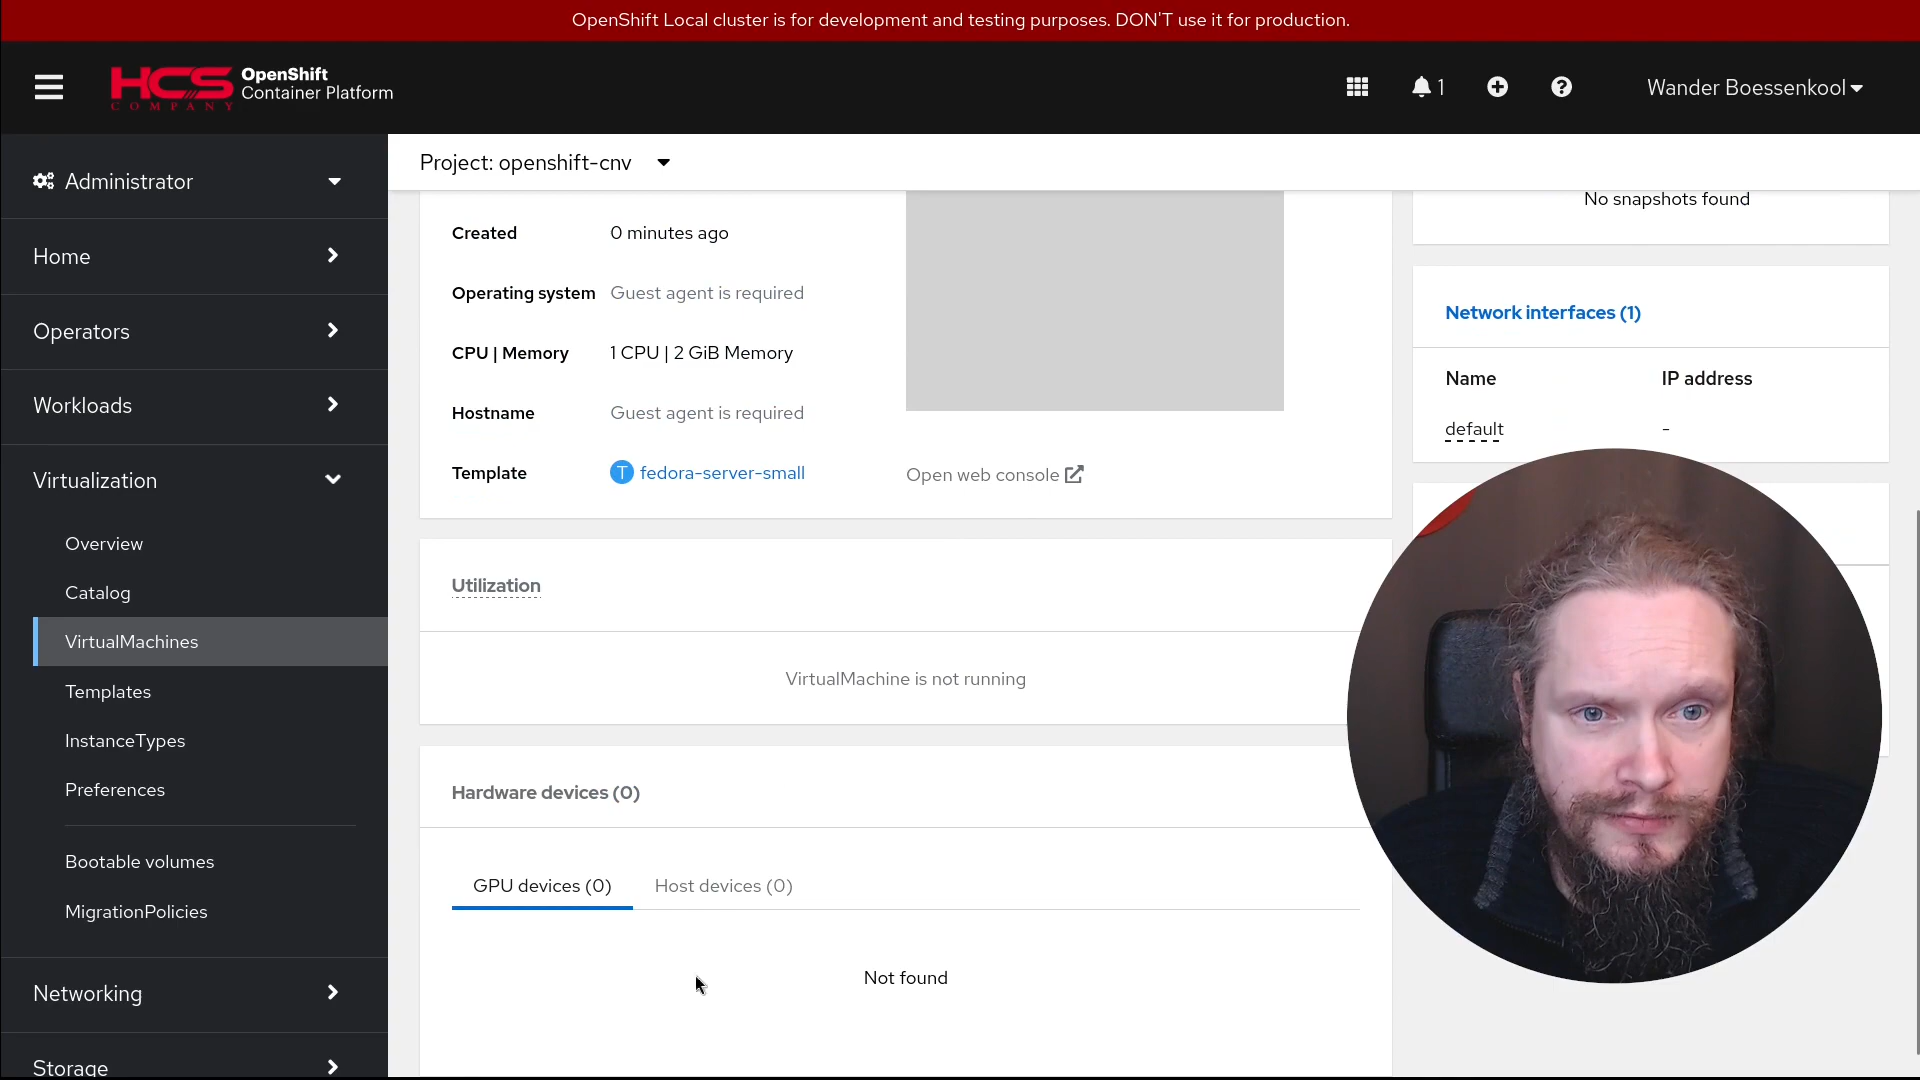 OpenShift Local cluster is for development and testing purposes. DON'T use it for production.
HCS
COMPANY
OpenShift
Container Platform
1
Wander Boessenkool
Administrator
Home
Operators
Workloads
Virtualization
Overview
Catalog
VirtualMachines
Templates
InstanceTypes
Preferences
Bootable volumes
MigrationPolicies
Networking
Storage
Project: openshift-cnv
Created 0 minutes ago
Operating system Guest agent is required
CPU | Memory 1 CPU | 2 GiB Memory
Hostname Guest agent is required
Template T fedora-server-small
Open web console
Utilization
VirtualMachine is not running
Hardware devices (0)
GPU devices (0) Host devices (0)
Not found
No snapshots found
Network interfaces (1)
Name IP address
default -